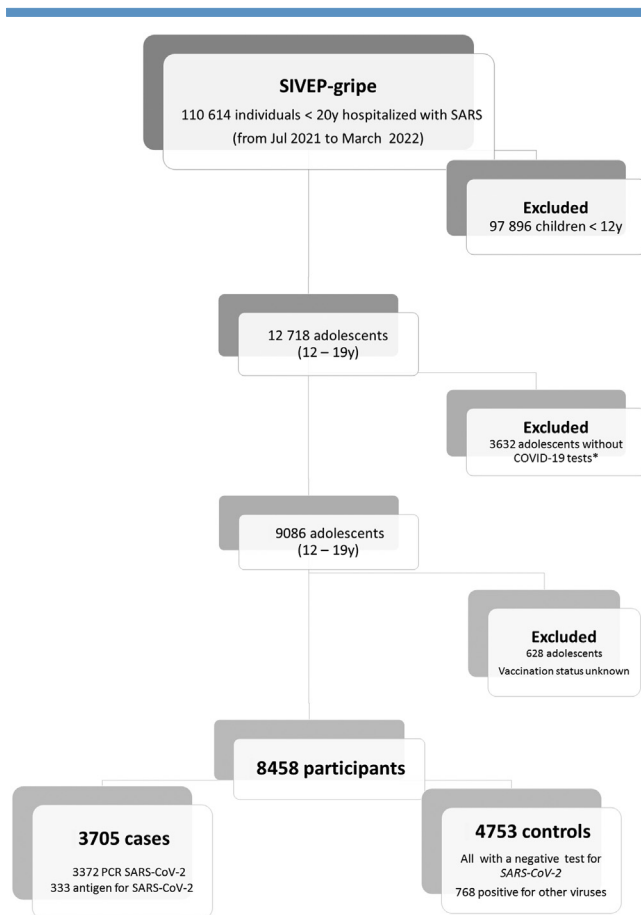 SIVEP-gripe
110 614 individuals < 20y hospitalized with SARS
(from Jul 2021 to March 2022)
Excluded
97 896 children < 12y
12 718 adolescents
(12 – 19y)
Excluded
3632 adolescents without
COVID-19 tests*
9086 adolescents
(12 – 19y)
Excluded
628 adolescents
Vaccination status unknown
8458 participants
3705 cases
3372 PCR SARS-CoV-2
333 antigen for SARS-CoV-2
4753 controls
All with a negative test for
SARS-CoV-2
768 positive for other viruses